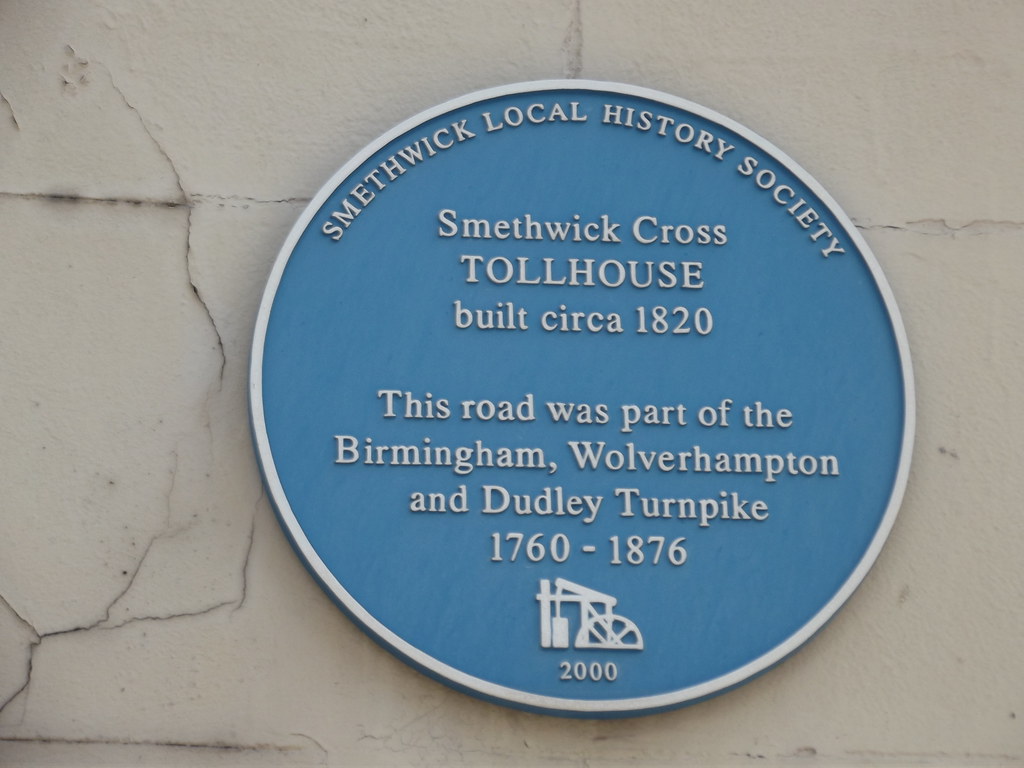 SMETHWICK LOCAL HISTORY SOCIETY
Smethwick Cross
TOLLHOUSE
built circa 1820
This road was part of the
Birmingham, Wolverhampton
and Dudley Turnpike
1760 - 1876
2000